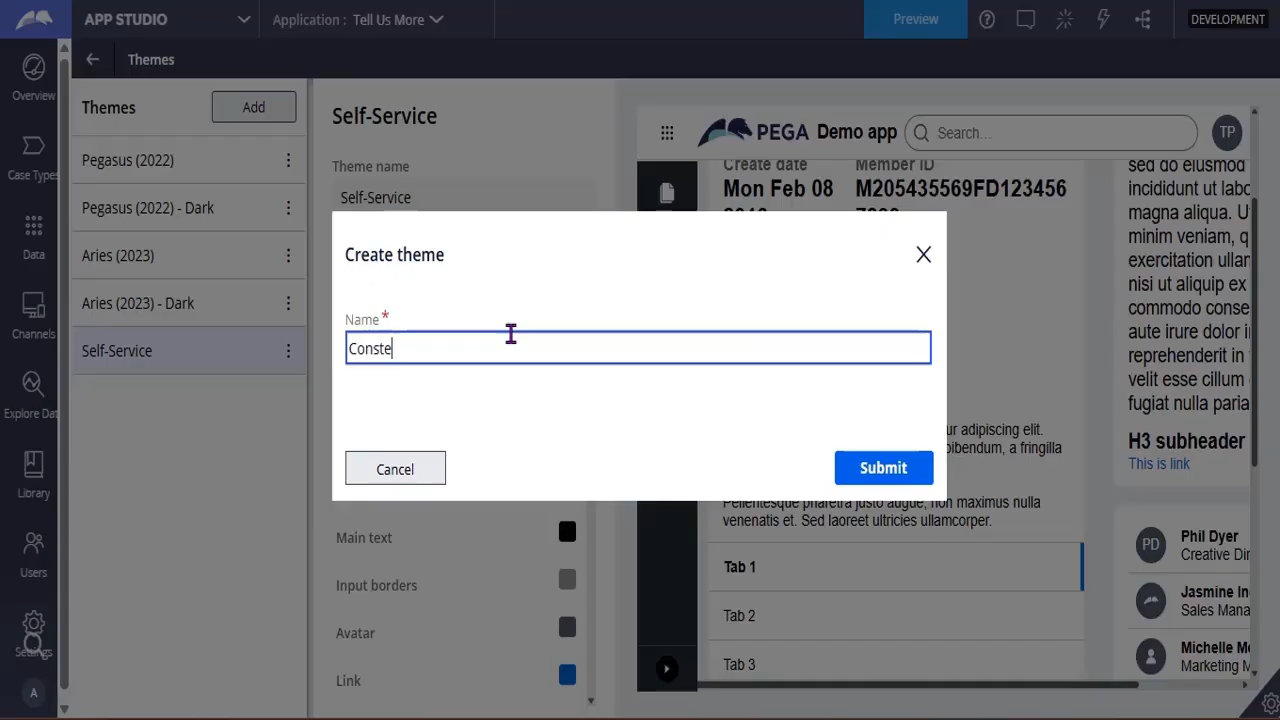 APP STUDIO
Application : Tell Us More
Preview
DEVELOPMENT
Overview
Case Types
Data
Channels
Explore Dat
Library
Users
Settings
A
Themes
Themes
Add
Pegasus (2022)
Pegasus (2022) - Dark
Aries (2023)
Aries (2023) - Dark
Self-Service
Self-Service
Theme name
Self-Service
Create theme
Name *
Conste
Cancel
Submit
Main text
Input borders
Avatar
Link
PEGA Demo app
Search...
TP
Create date
Mon Feb 08
Member ID
M205435569FD123456
ur adipiscing elit.
bibendum, a fringilla
Pellentesque pharetra justo augue, non maximus nulla
venenatis et. Sed laoreet ultricies ullamcorper.
Tab 1
Tab 2
Tab 3
sed do eiusmod
incididunt ut labo
magna aliqua. Ut
minim veniam, q
exercitation ullan
nisi ut aliquip ex
commodo conse
aute irure dolor i
reprehenderit in
velit esse cillum
fugiat nulla paria
H3 subheader
This is link
PD
Phil Dyer
Creative Dir
Jasmine In
Sales Mana
Michelle Mo
Marketing M